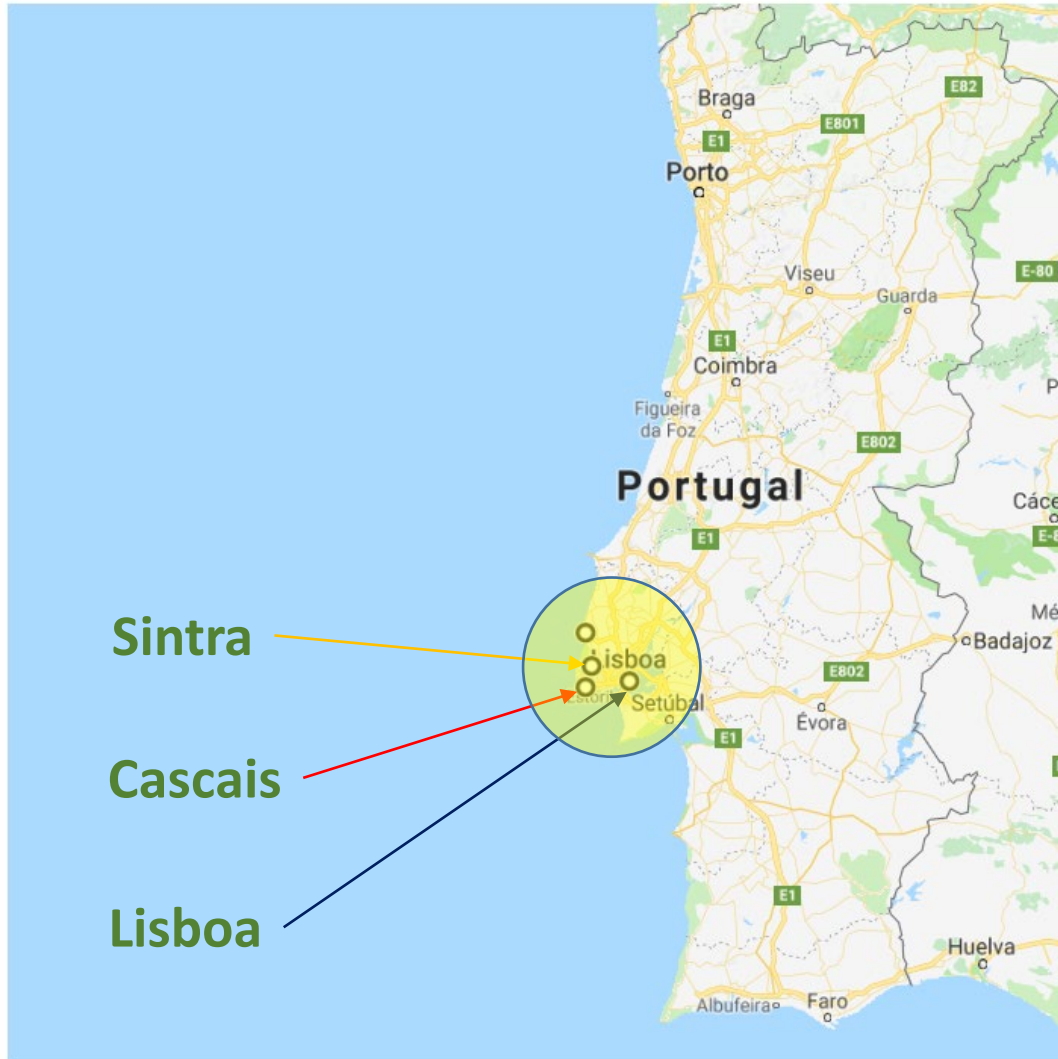 Braga
E82
E801
E1
Porto
Viseu
E-80
Guarda
E1
Coimbra
Figueira
da Foz
E802
Portugal
Các
E1
Sintra
Lisboa
Badajoz
E802
Setúbal
Évora
E1
Cascais
E1
Lisboa
Huelva
Albufeira
Faro